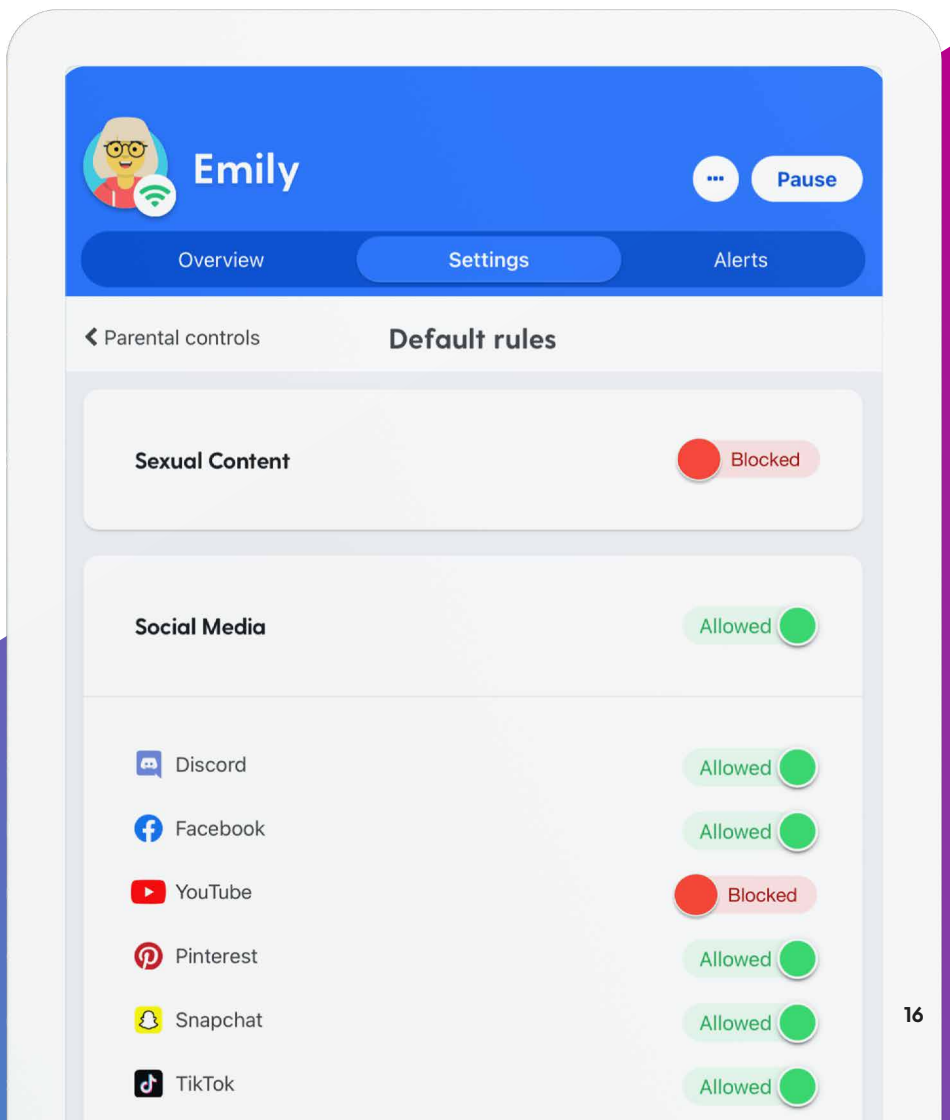 Emily
... Pause
Overview Settings Alerts
Parental controls Default rules
Sexual Content Blocked
Social Media Allowed
Discord Allowed
Facebook Allowed
YouTube Blocked
Pinterest Allowed
Snapchat Allowed
16
TikTok Allowed